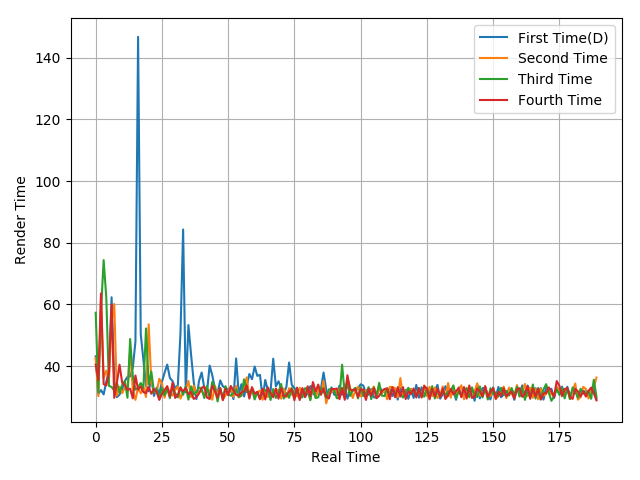 First Time(D)
Second Time
Third Time
Fourth Time
Render Time
140
120
100
80
60
40
0 25 50 75 100 125 150 175
Real Time